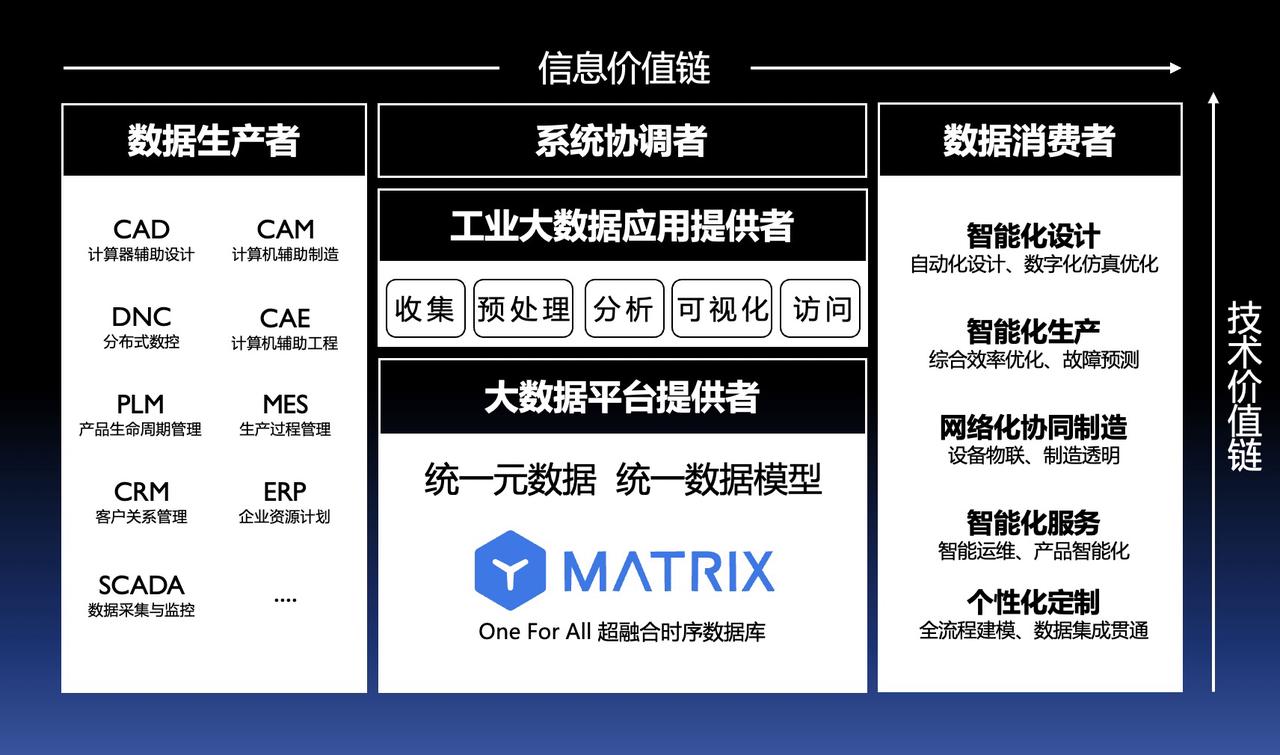 信息价值链
数据生产者
CAD
计算器辅助设计
CAM
计算机辅助制造
DNC
分布式数控
CAE
计算机辅助工程
PLM
产品生命周期管理
MES
生产过程管理
CRM
客户关系管理
ERP
企业资源计划
SCADA
数据采集与监控
....
系统协调者
工业大数据应用提供者
收集
预处理
分析
可视化
访问
大数据平台提供者
统一元数据 统一数据模型
MATRIX
One For All 超融合时序数据库
数据消费者
智能化设计
自动化设计、数字化仿真优化
智能化生产
综合效率优化、故障预测
网络化协同制造
设备物联、制造透明
智能化服务
智能运维、产品智能化
个性化定制
全流程建模、数据集成贯通
技术价值链